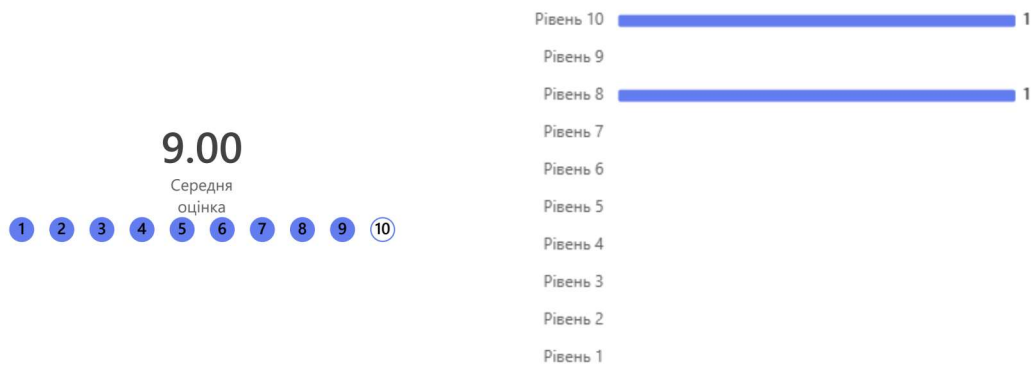 9.00
Середня
оцінка
1 2 3 4 5 6 7 8 9 10
Рівень 10 1
Рівень 9
Рівень 8 1
Рівень 7
Рівень 6
Рівень 5
Рівень 4
Рівень 3
Рівень 2
Рівень 1